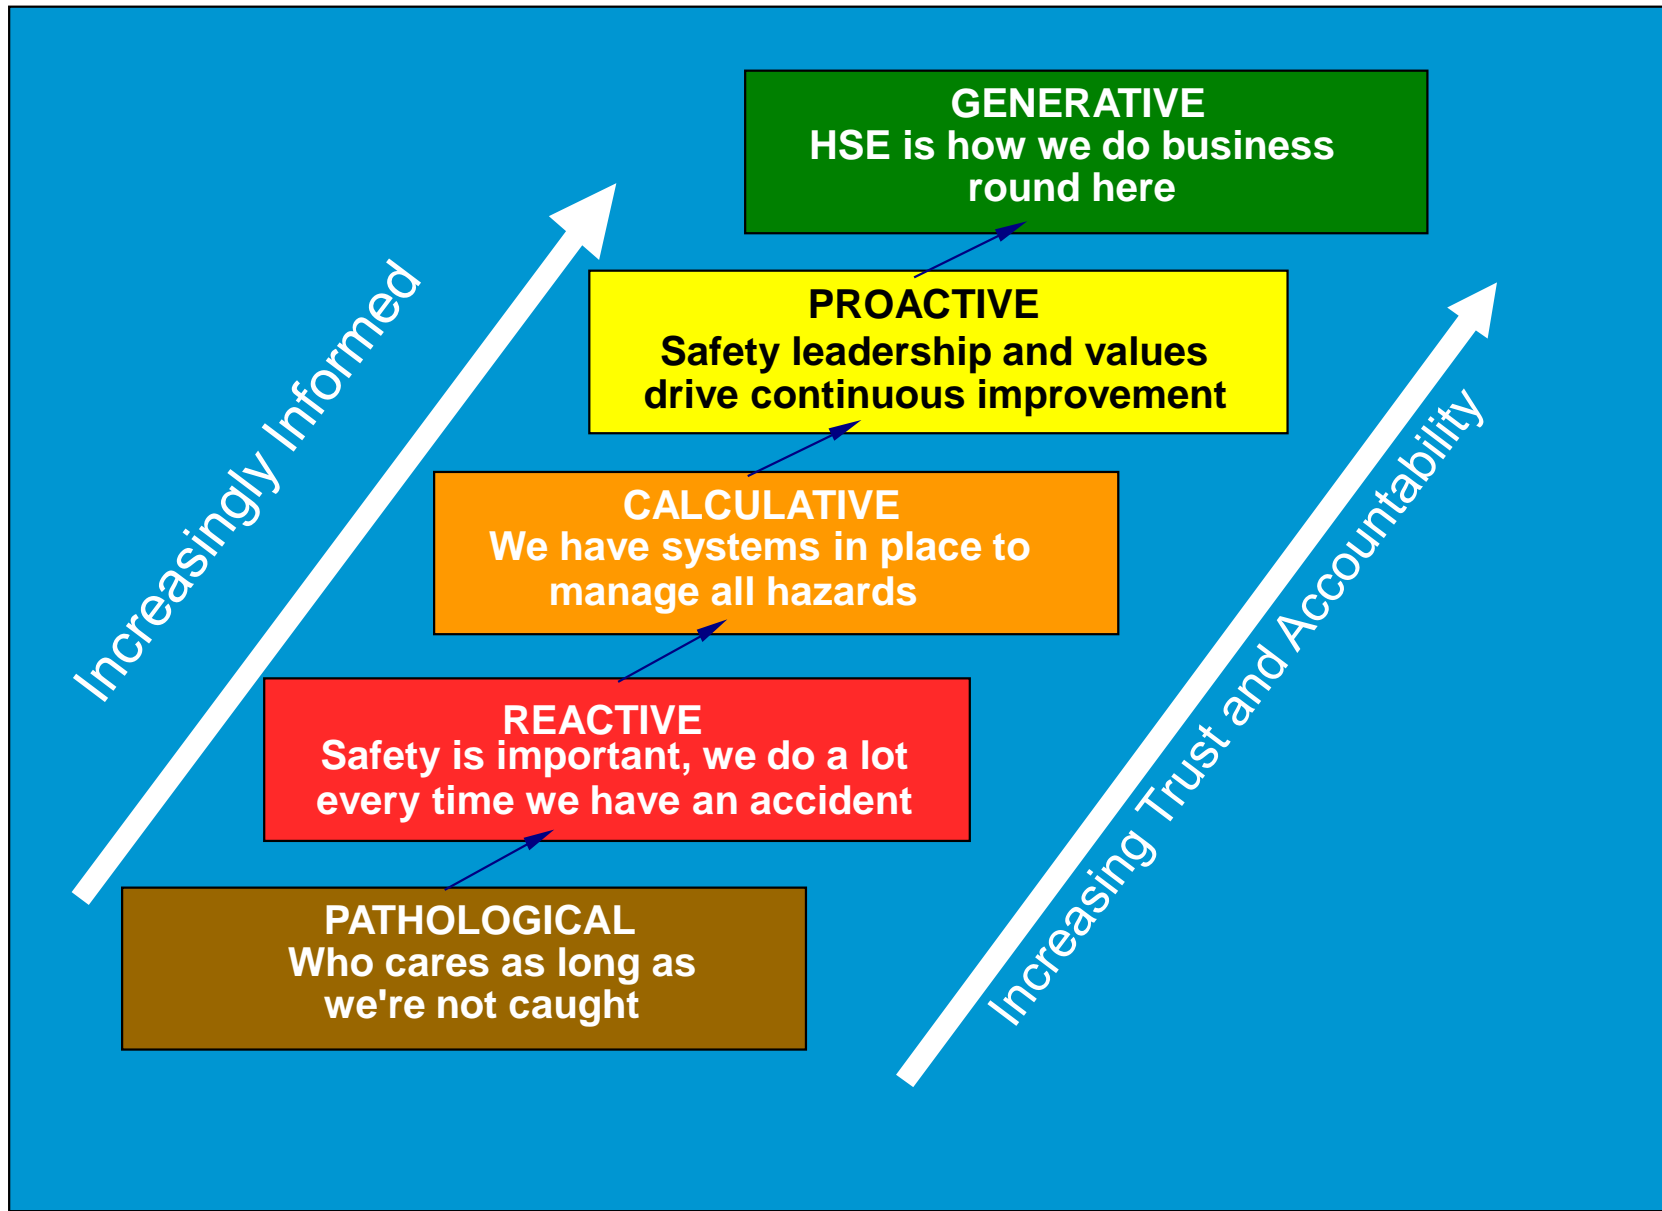 GENERATIVE
HSE is how we do business
round here
PROACTIVE
Safety leadership and values
drive continuous improvement
CALCULATIVE
We have systems in place to
manage all hazards
REACTIVE
Safety is important, we do a lot
every time we have an accident
PATHOLOGICAL
Who cares as long as
we're not caught
Increasingly Informed
Increasing Trust and Accountability